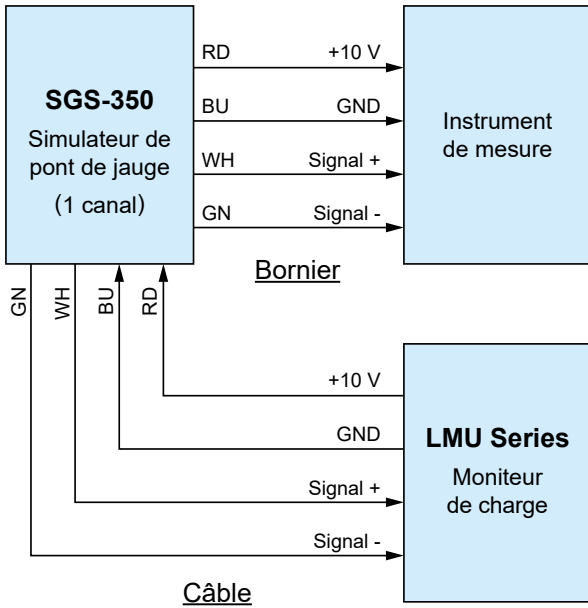 SGS-350
Simulateur de
pont de jauge
(1 canal)
RD +10 V
BU GND
WH Signal +
GN Signal -
Instrument
de mesure
Bornier
GN
WH
BU
RD
+10 V
GND
Signal +
Signal -
LMU Series
Moniteur
de charge
Câble